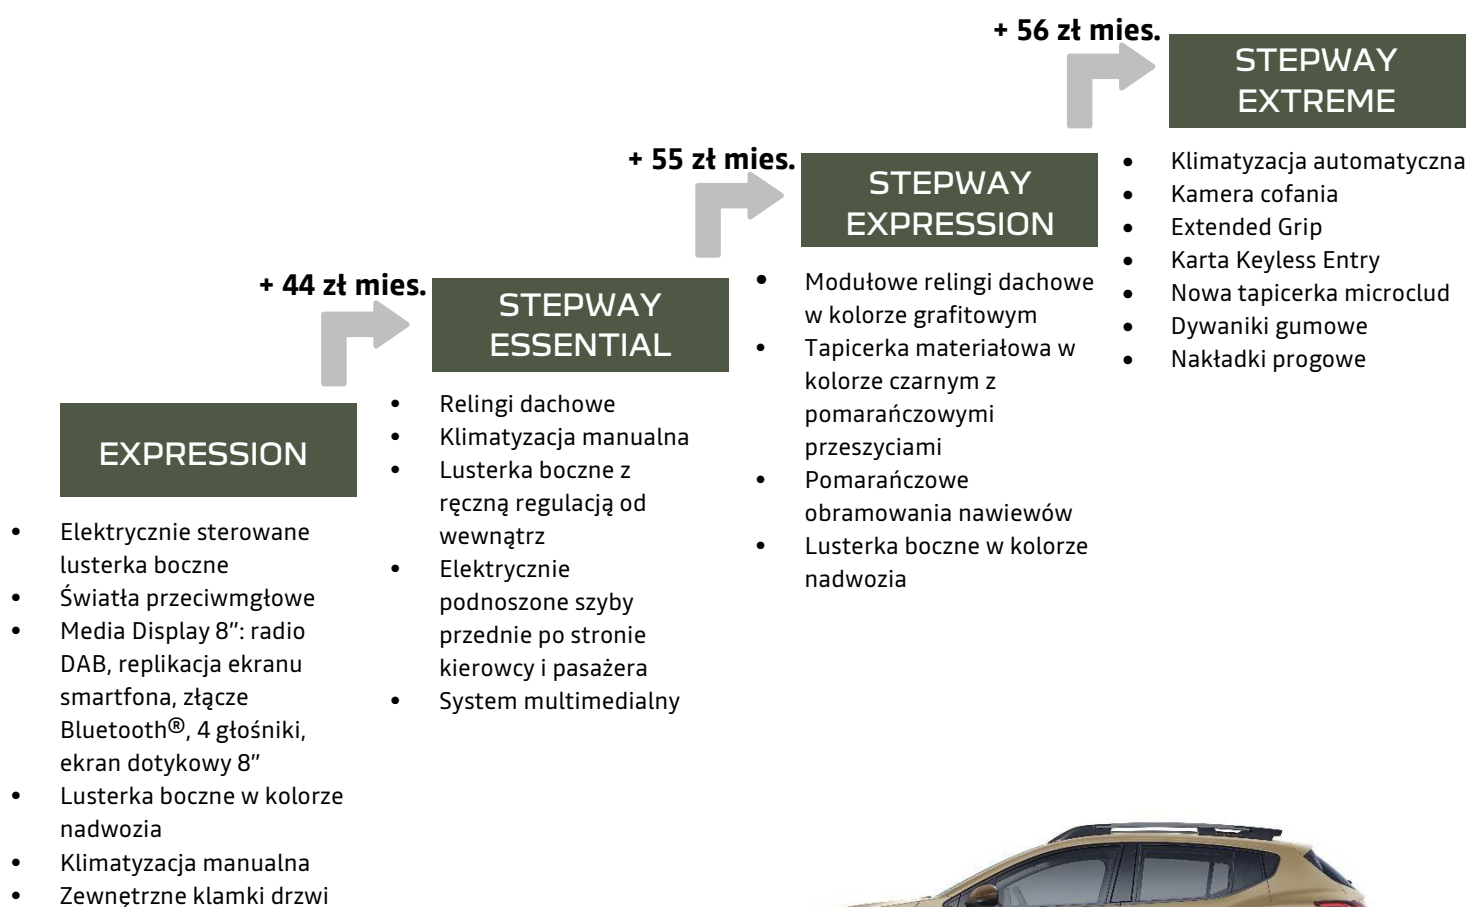 + 56 zł mies.
STEPWAY
EXTREME
• Klimatyzacja automatyczna
• Kamera cofania
• Extended Grip
• Karta Keyless Entry
• Nowa tapicerka microclud
• Dywaniki gumowe
• Nakładki progowe
+ 55 zł mies.
STEPWAY
EXPRESSION
• Modułowe relingi dachowe
w kolorze grafitowym
• Tapicerka materiałowa w
kolorze czarnym z
pomarańczowymi
przeszyciami
• Pomarańczowe
obramowania nawiewów
• Lusterka boczne w kolorze
nadwozia
+ 44 zł mies.
STEPWAY
ESSENTIAL
• Relingi dachowe
• Klimatyzacja manualna
• Lusterka boczne z
ręczną regulacją od
wewnątrz
• Elektrycznie
podnoszone szyby
przednie po stronie
kierowcy i pasażera
• System multimedialny
EXPRESSION
• Elektrycznie sterowane
lusterka boczne
• Światła przeciwmgłowe
• Media Display 8”: radio
DAB, replikacja ekranu
smartfona, złącze
Bluetooth®, 4 głośniki,
ekran dotykowy 8”
• Lusterka boczne w kolorze
nadwozia
• Klimatyzacja manualna
• Zewnętrzne klamki drzwi